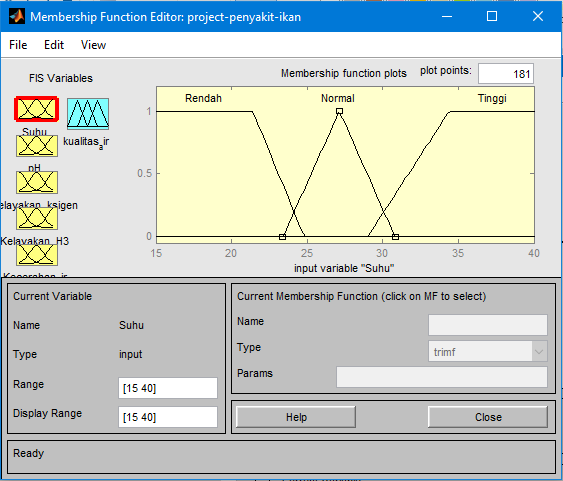 Membership Function Editor: project-penyakit-ikan
File Edit View
FIS Variables
Membership function plots plot points: 181
Suhu
pH
elayakan_ksigen
Kelayakan_H3
kualitas_air
Rendah Normal Tinggi
1
0.5
0
15 20 25 30 35 40
input variable "Suhu"
Current Variable
Name Suhu
Type input
Range [15 40]
Display Range [15 40]
Current Membership Function (click on MF to select)
Name
Type trimf
Params
Help Close
Ready